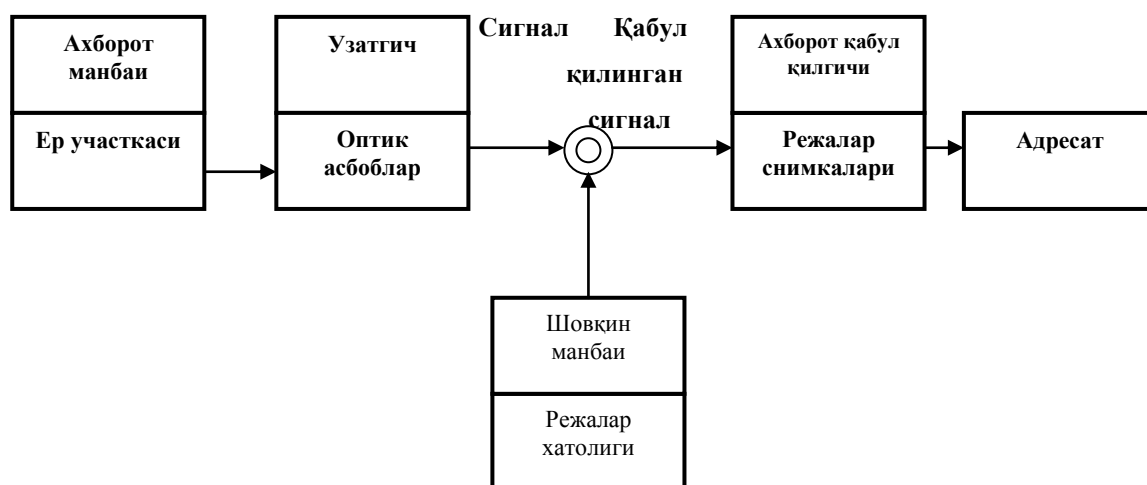 Ахборот
манбаи
Ер участкаси
Узатгич
Оптик
асбоблар
Сигнал Қабул
қилинган
сигнал
Ахборот қабул
қилгичи
Режалар
снимкалари
Адресат
Шовқин
манбаи
Режалар
хатолиги